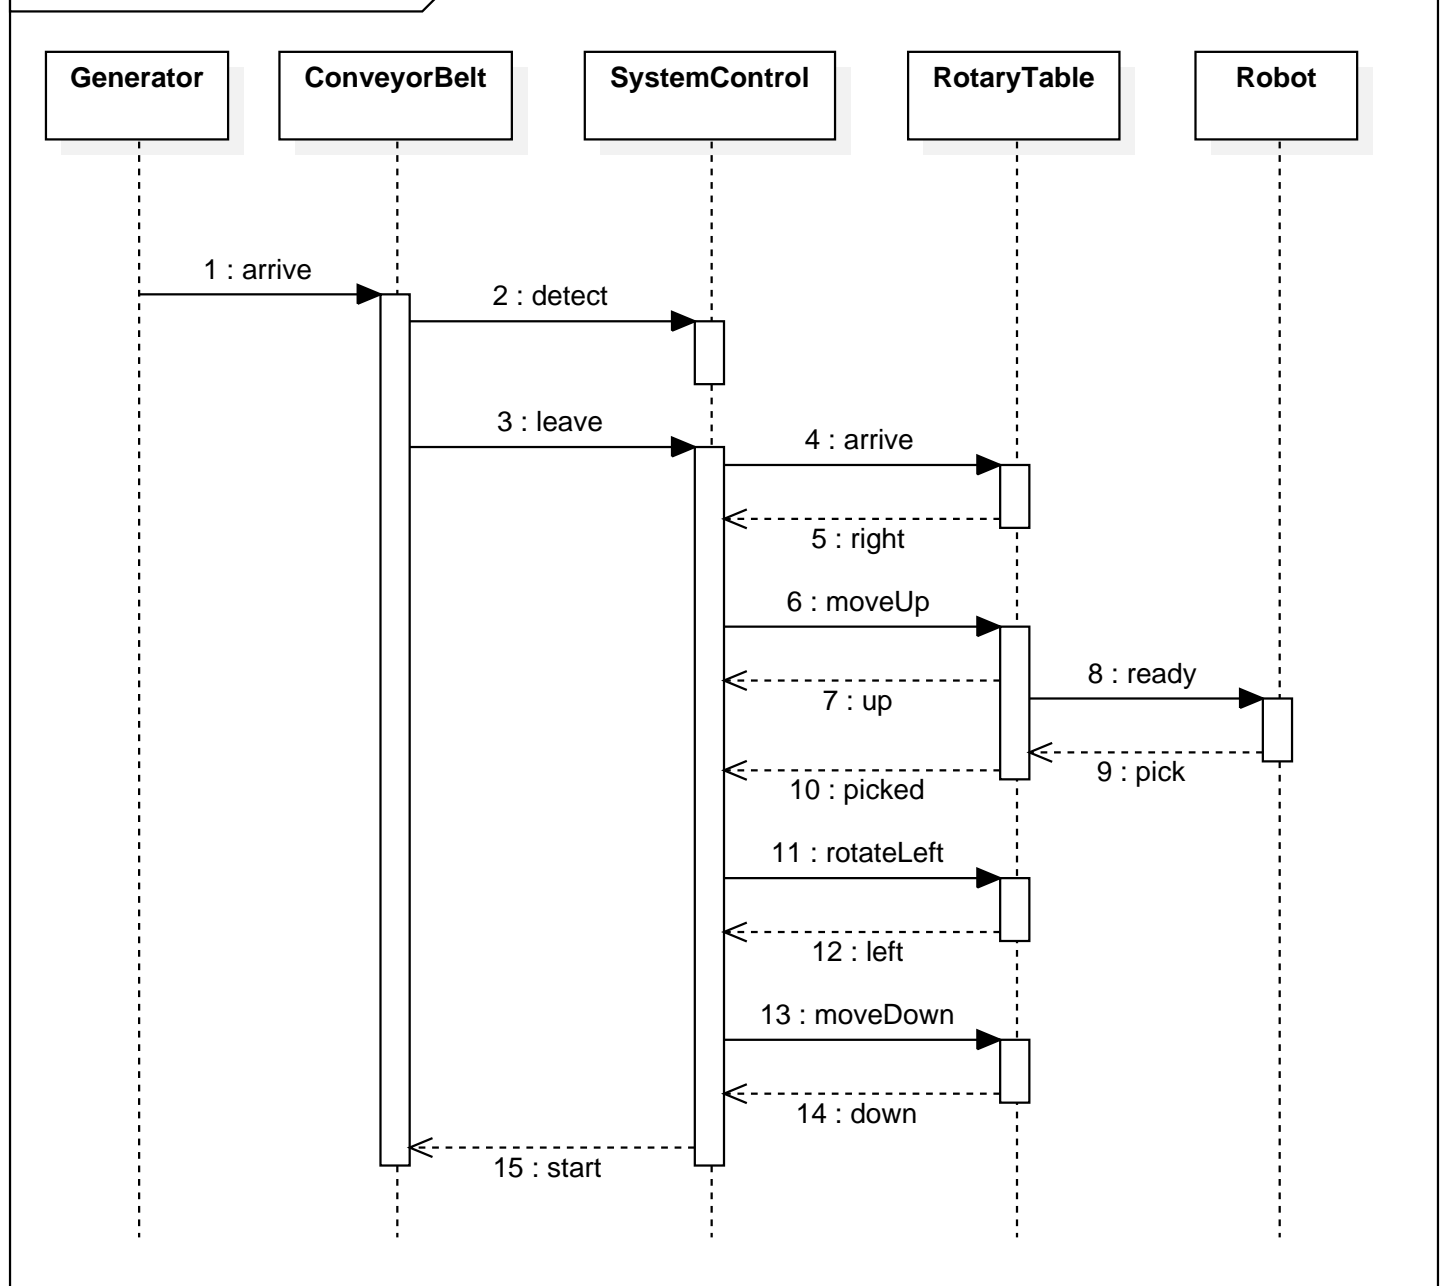 Generator
ConveyorBelt
SystemControl
RotaryTable
Robot
1 : arrive
2 : detect
3 : leave
4 : arrive
5 : right
6 : moveUp
7 : up
8 : ready
9 : pick
10 : picked
11 : rotateLeft
12 : left
13 : moveDown
14 : down
15 : start